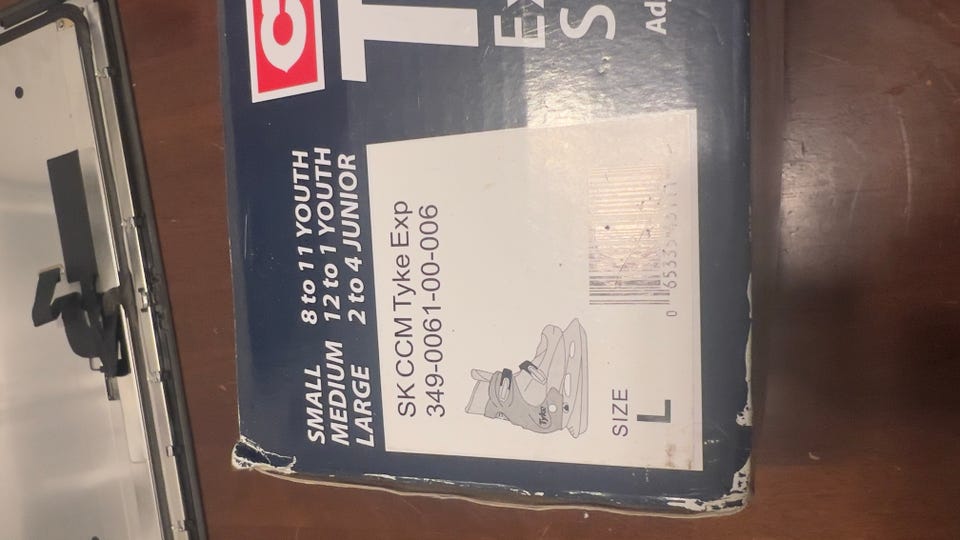 SMALL 8 to 11 YOUTH
MEDIUM 12 to 1 YOUTH
LARGE 2 to 4 JUNIOR
SK CCM Tyke Exp
349-0061-00-006
Tyke
SIZE
L